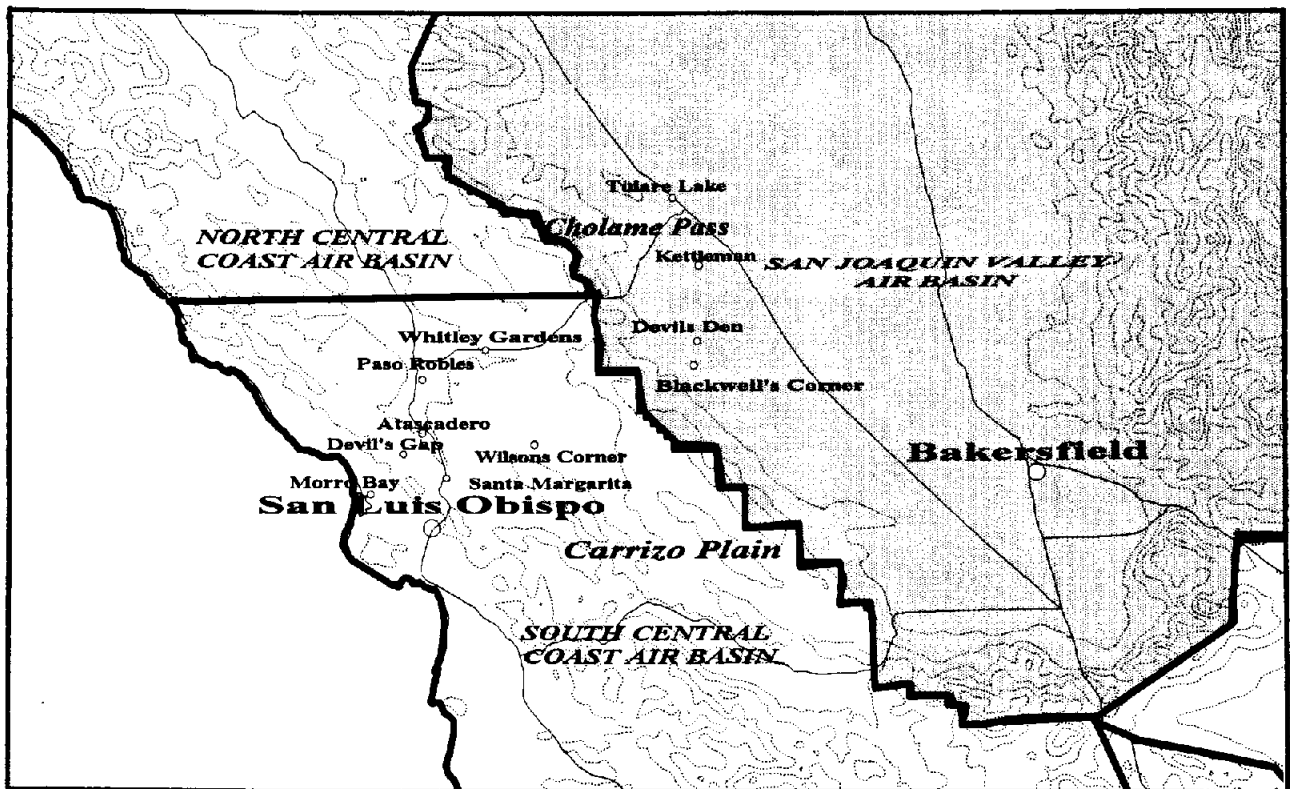 Tulare Lake
Cholame Pass
NORTH CENTRAL
COAST AIR BASIN
Kettleman
SAN JOAQUIN VALLEY
AIR BASIN
Devils Den
Whitley Gardens
Paso Robles
Blackwell's Corner
Atascadero
Devil's Gap
Wilsons Corner
Bakersfield
Morro Bay
Santa Margarita
San Luis Obispo
Carrizo Plain
SOUTH CENTRAL
COAST AIR BASIN